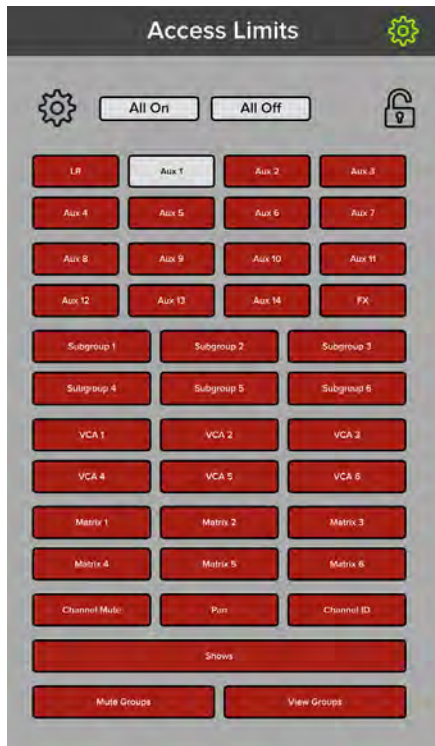 Access Limits
All On All Off
LR Aux 1 Aux 2 Aux 3
Aux 4 Aux 5 Aux 6 Aux 7
Aux 8 Aux 9 Aux 10 Aux 11
Aux 12 Aux 13 Aux 14 FX
Subgroup 1 Subgroup 2 Subgroup 3
Subgroup 4 Subgroup 5 Subgroup 6
VCA 1 VCA 2 VCA 3
VCA 4 VCA 5 VCA 6
Matrix 1 Matrix 2 Matrix 3
Matrix 4 Matrix 5 Matrix 6
Channel Mute Pan Channel ID
Shows
Mute Groups View Groups